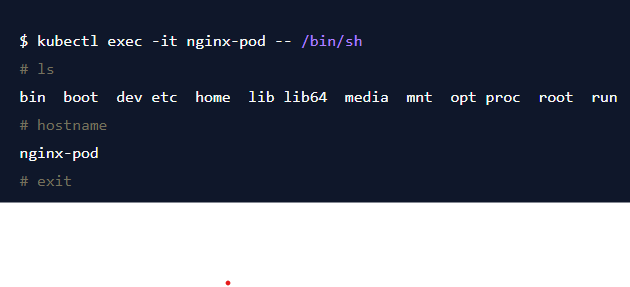 $ kubectl exec -it nginx-pod -- /bin/sh
# ls
bin  boot  dev etc  home  lib lib64  media  mnt  opt proc  root  run
# hostname
nginx-pod
# exit